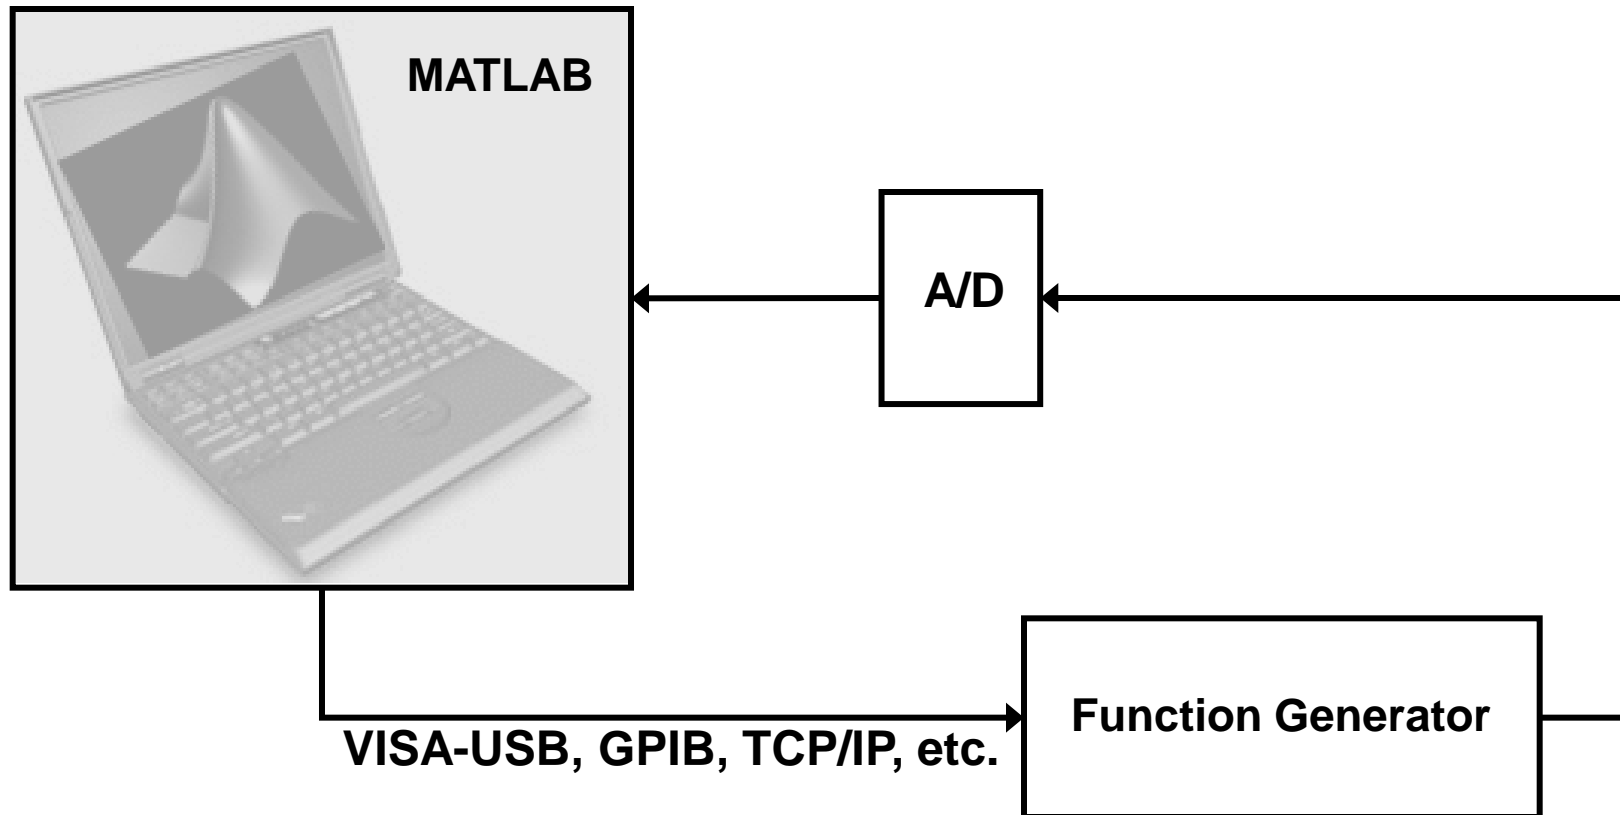 MATLAB
A/D
Function Generator
VISA-USB, GPIB, TCP/IP, etc.